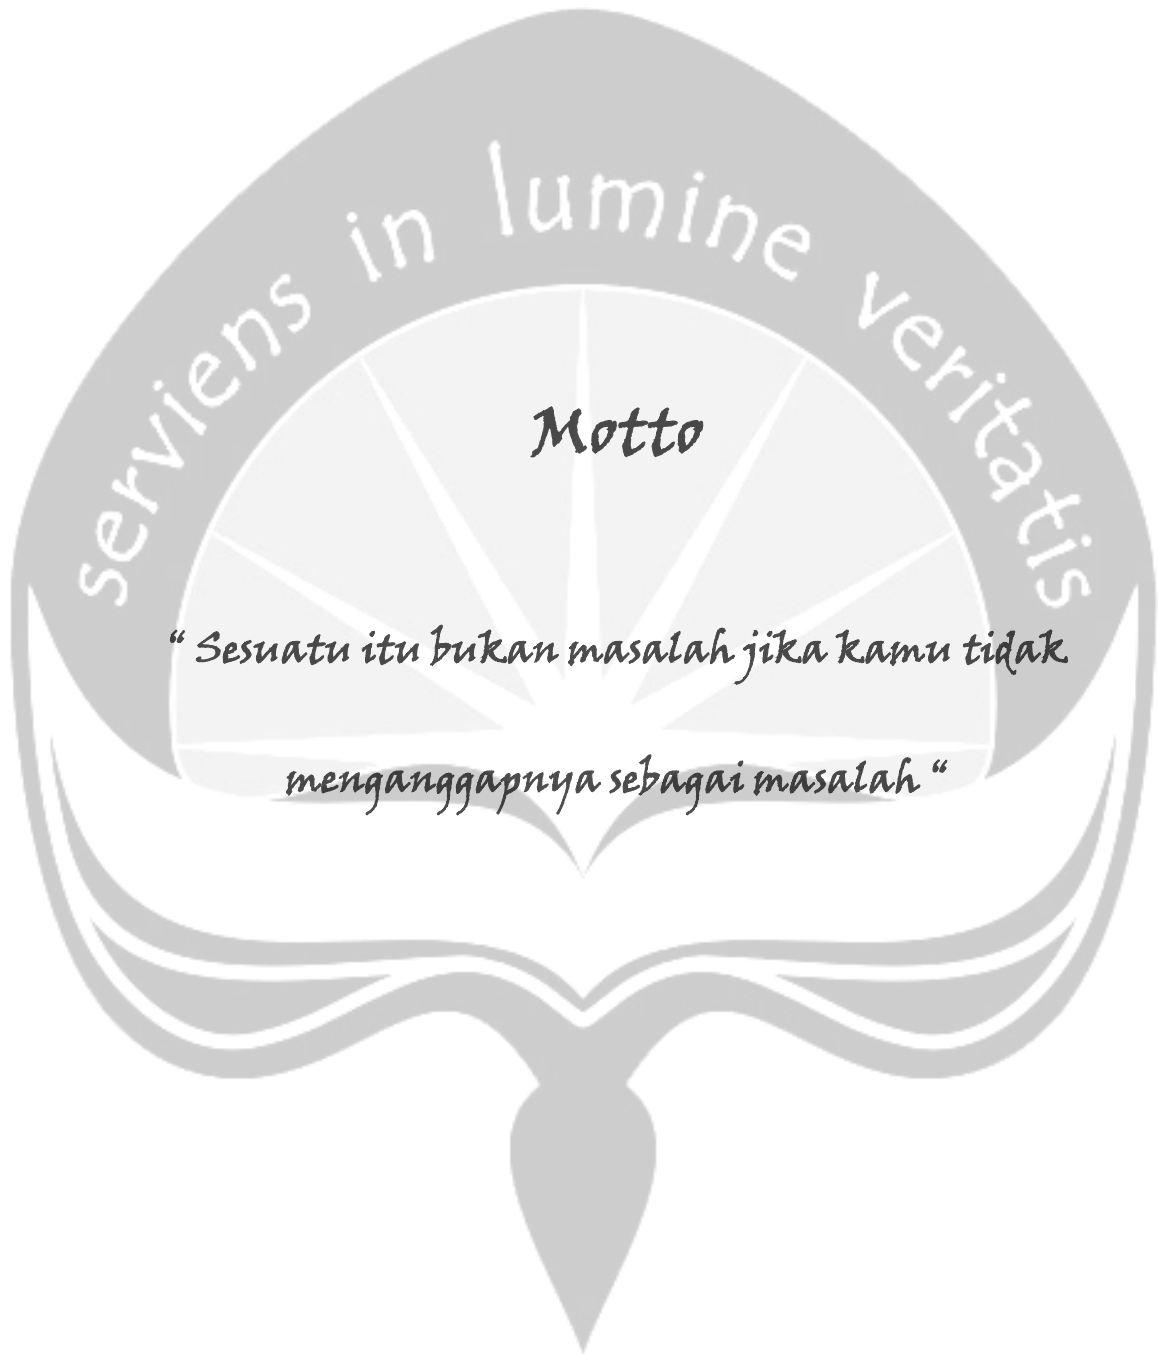 serviens in lumine veritatis
Motto
“ Sesuatu itu bukan masalah jika kamu tidak
menganggapnya sebagai masalah “